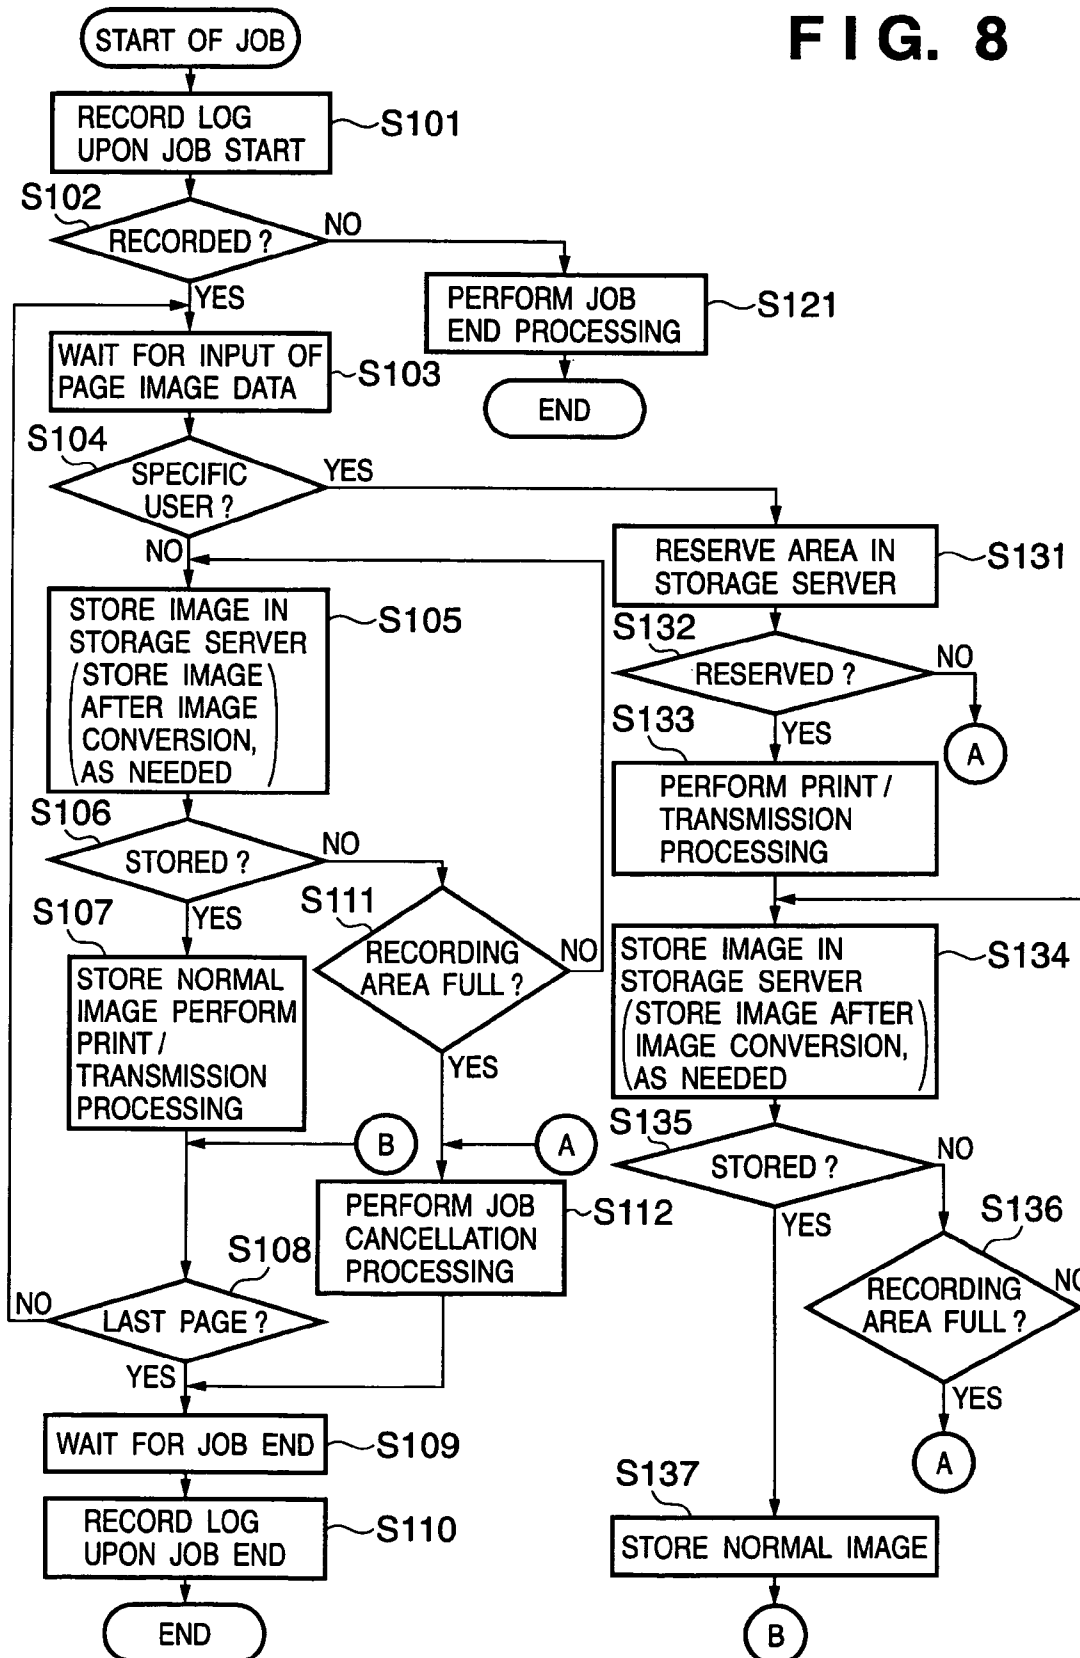 FIG. 8
START OF JOB
RECORD LOG
UPON JOB START
S101
S102
RECORDED ?
NO
YES
PERFORM JOB
END PROCESSING
S121
END
WAIT FOR INPUT OF
PAGE IMAGE DATA
S103
S104
SPECIFIC
USER ?
YES
NO
STORE IMAGE IN
STORAGE SERVER
(STORE IMAGE
AFTER IMAGE
CONVERSION,
AS NEEDED)
S105
S106
STORED ?
NO
YES
S107
STORE NORMAL
IMAGE PERFORM
PRINT /
TRANSMISSION
PROCESSING
S111
RECORDING
AREA FULL ?
NO
YES
B
A
PERFORM JOB
CANCELLATION
PROCESSING
S112
S108
LAST PAGE ?
NO
YES
WAIT FOR JOB END
S109
RECORD LOG
UPON JOB END
S110
END
RESERVE AREA IN
STORAGE SERVER
S131
S132
RESERVED ?
NO
A
YES
S133
PERFORM PRINT /
TRANSMISSION
PROCESSING
STORE IMAGE IN
STORAGE SERVER
(STORE IMAGE AFTER
IMAGE CONVERSION,
AS NEEDED)
S134
S135
STORED ?
NO
YES
S136
RECORDING
AREA FULL ?
NO
YES
A
S137
STORE NORMAL IMAGE
B